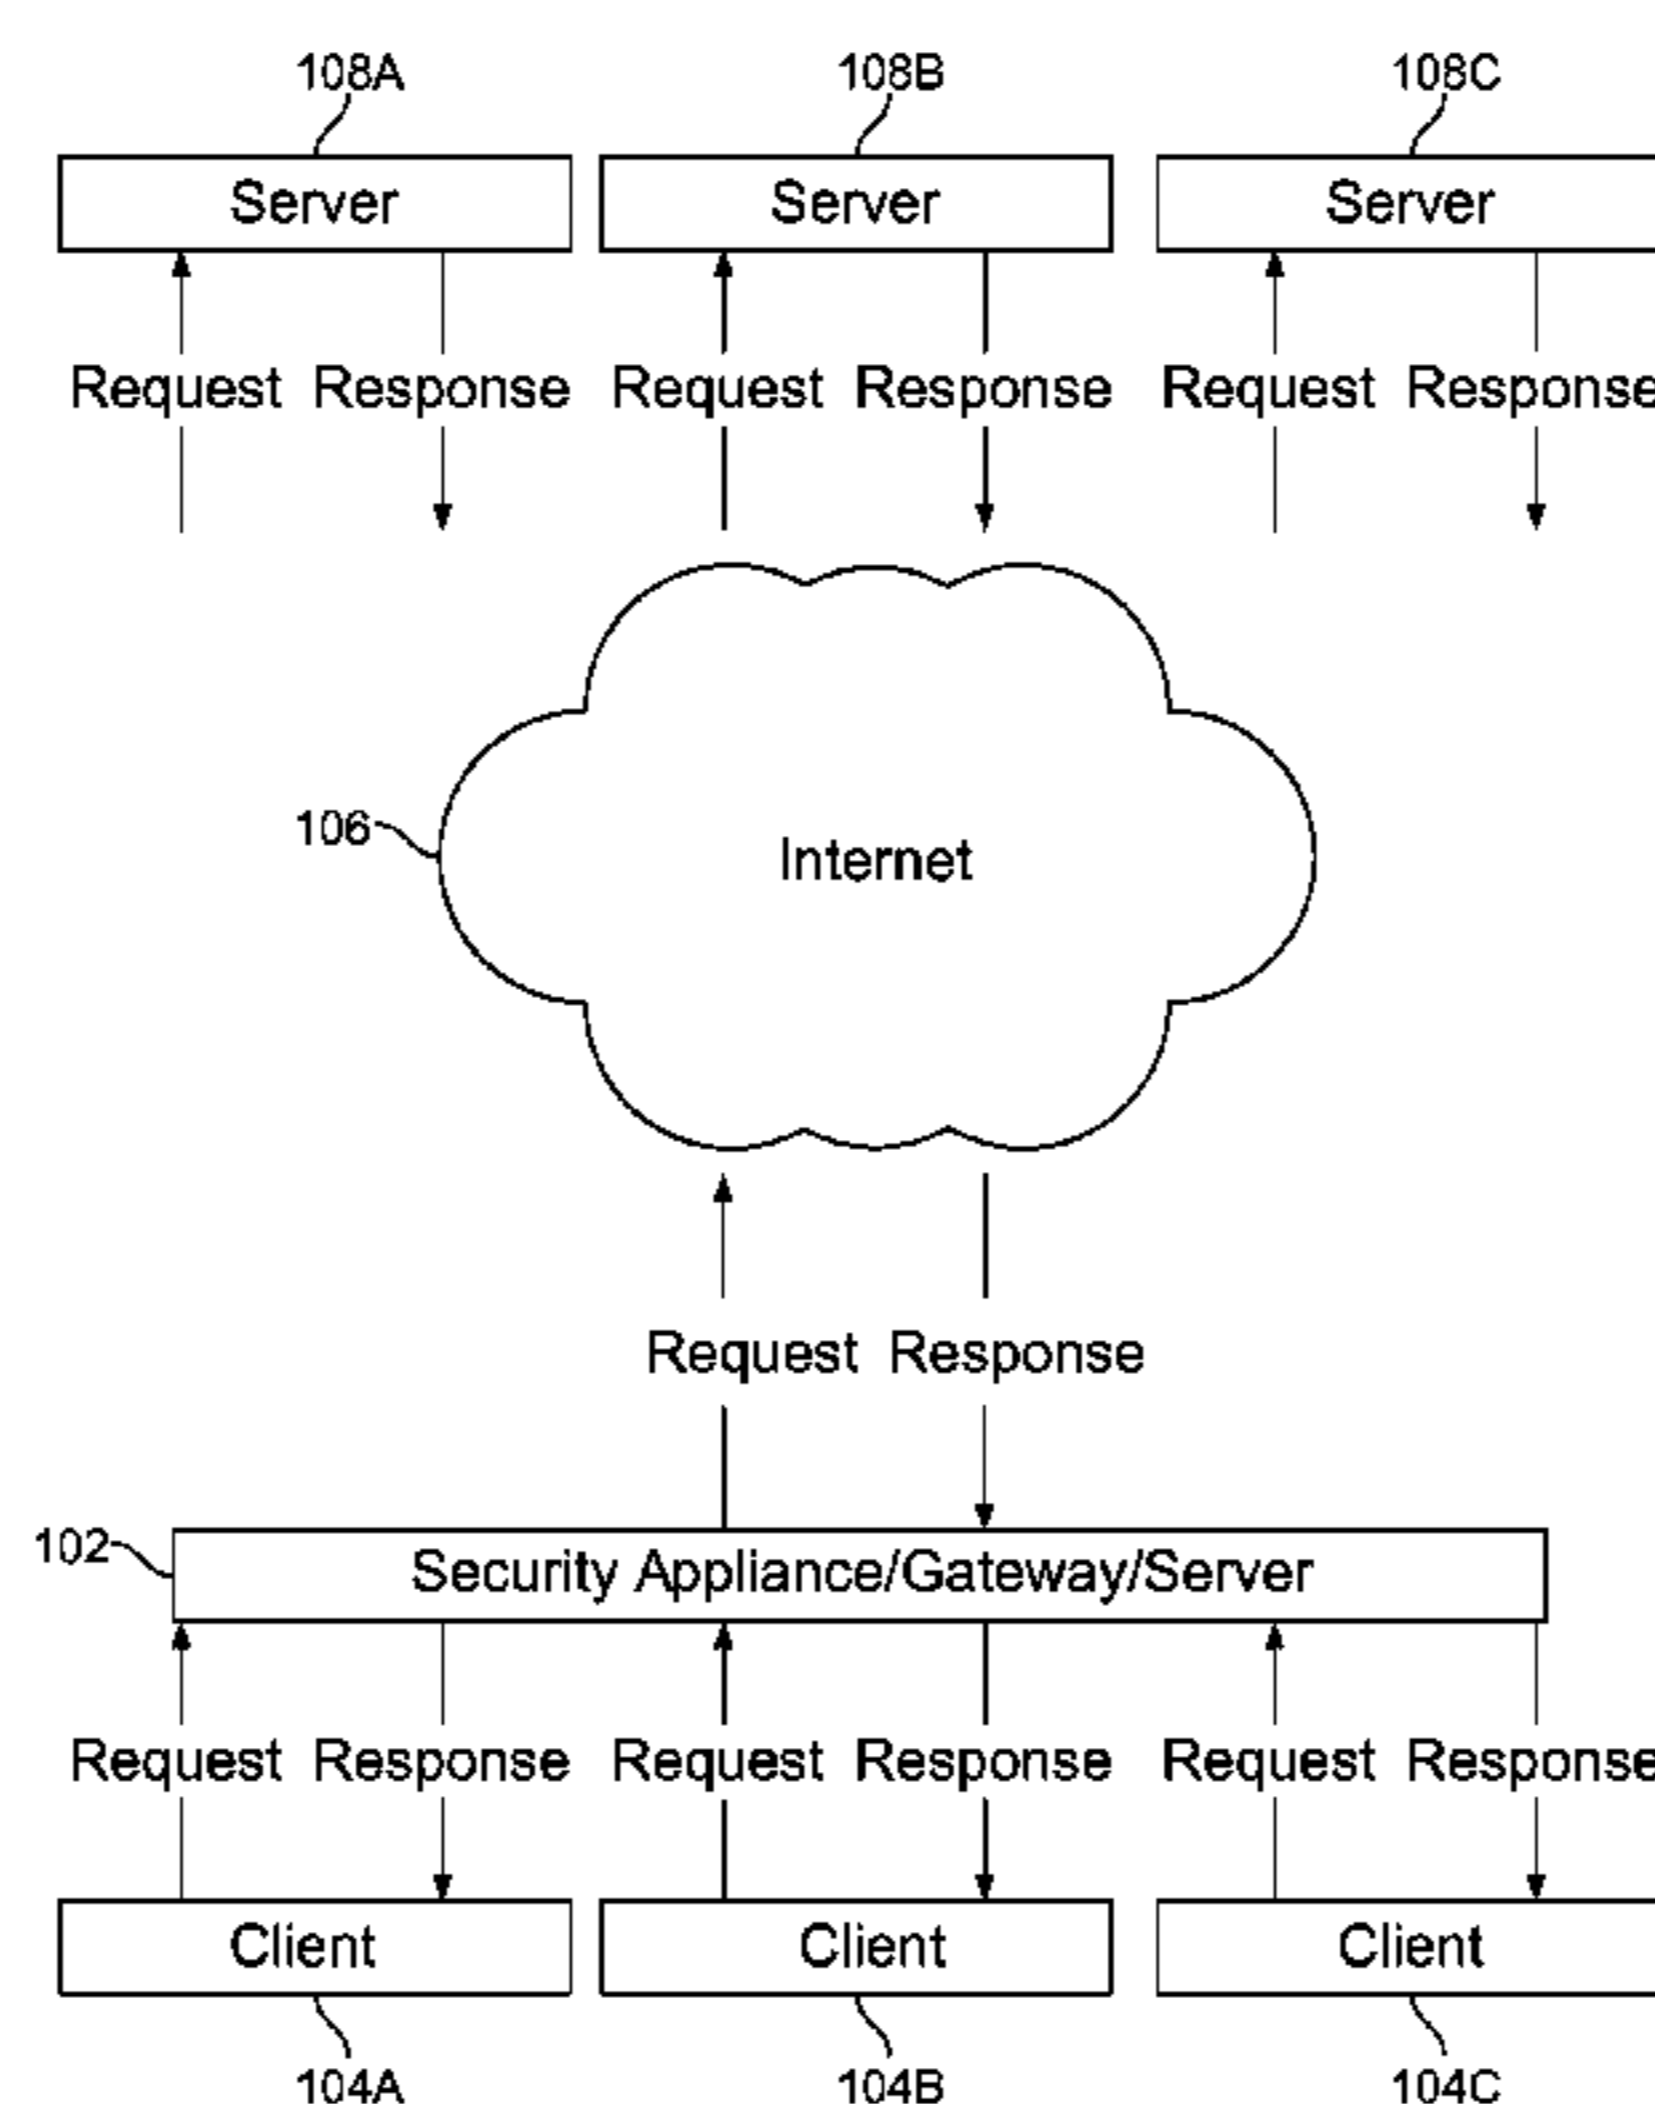 108A 108B 108C
Server Server Server
Request Response Request Response Request Response
106
Internet
Request Response
102
Security Appliance/Gateway/Server
Request Response Request Response Request Response
Client Client Client
104A 104B 104C